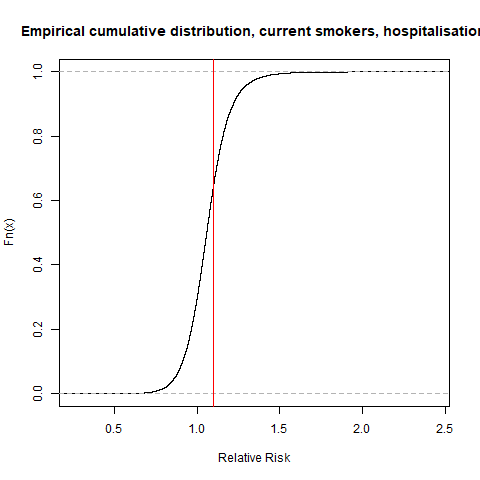 Empirical cumulative distribution, current smokers, hospitalisation
Fn(x)
1.0
0.8
0.6
0.4
0.2
0.0
0.5 1.0 1.5 2.0 2.5
Relative Risk